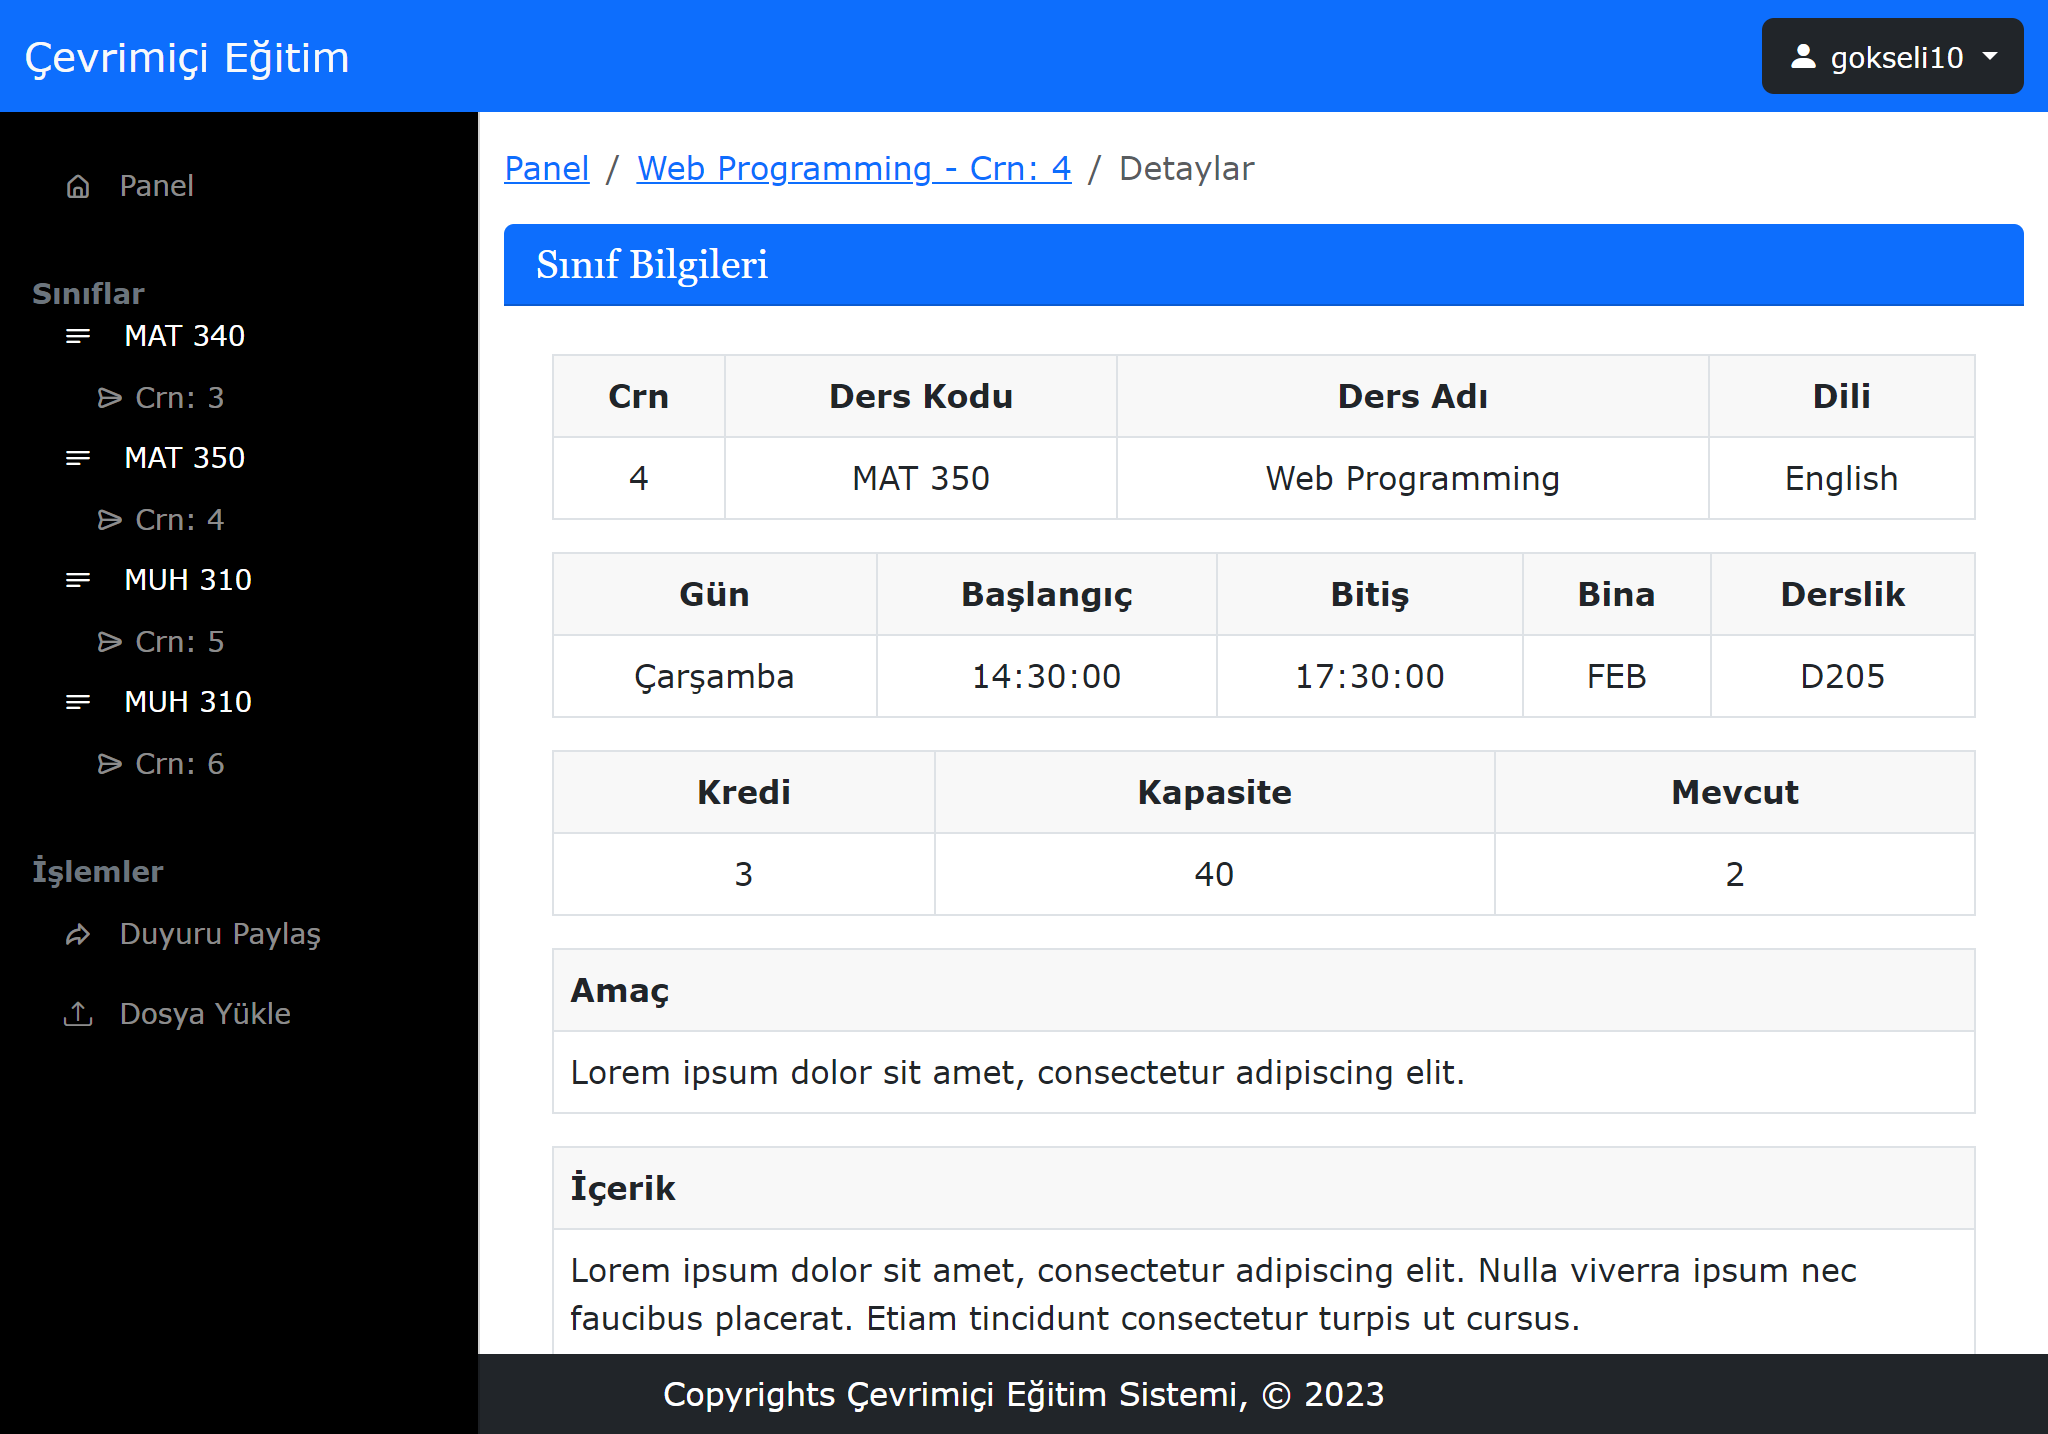 Çevrimiçi Eğitim
gokseli10
Panel
Sınıflar
MAT 340
Crn: 3
MAT 350
Crn: 4
MUH 310
Crn: 5
MUH 310
Crn: 6
İşlemler
Duyuru Paylaş
Dosya Yükle
Panel / Web Programming - Crn: 4 / Detaylar
Sınıf Bilgileri
Crn Ders Kodu Ders Adı Dili
4 MAT 350 Web Programming English
Gün Başlangıç Bitiş Bina Derslik
Çarşamba 14:30:00 17:30:00 FEB D205
Kredi Kapasite Mevcut
3 40 2
Amaç
Lorem ipsum dolor sit amet, consectetur adipiscing elit.
İçerik
Lorem ipsum dolor sit amet, consectetur adipiscing elit. Nulla viverra ipsum nec
faucibus placerat. Etiam tincidunt consectetur turpis ut cursus.
Copyrights Çevrimiçi Eğitim Sistemi, © 2023